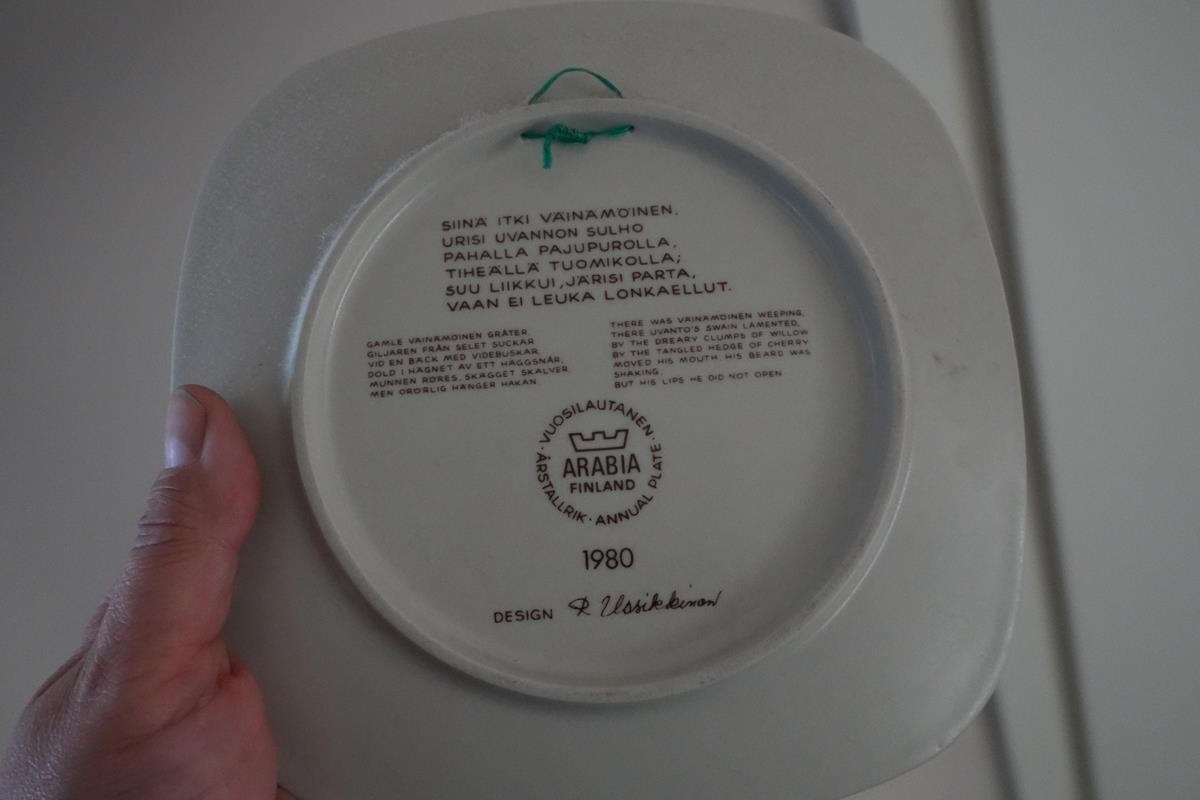 SIINÄ ITKI VÄINÄMÖINEN,
URISI UVANNON SULHO
PAHALLA PAJUPUROLLA,
TIHEÄLLÄ TUOMIKOLLA;
SUU LIIKKUI, JÄRISI PARTA,
VAAN EI LEUKA LONKAELLUT.
GAMLE VÄINÄMÖINEN GRÅTER,
GILJAREN FRÅN SELET SUCKAR
VID EN BÄCK MED VIDEBUSKAR,
DOLD I HÄGNET AV ETT HÄGGSNÅR,
MUNNEN RÖRES, SKÄGGET SKÄLVER,
MEN ORÖRLIG HÄNGER HAKAN.
THERE WAS VÄINÄMÖINEN WEEPING,
THERE UVANTO'S SWAIN LAMENTED,
BY THE DREARY CLUMPS OF WILLOW
BY THE TANGLED HEDGE OF CHERRY
MOVED HIS MOUTH HIS BEARD WAS
SHAKING,
BUT HIS LIPS HE DID NOT OPEN
VUOSILAUTANEN · ANNUAL PLATE · ÅRSTALLRIK ·
ARABIA
FINLAND
1980
DESIGN R Uosikkinen